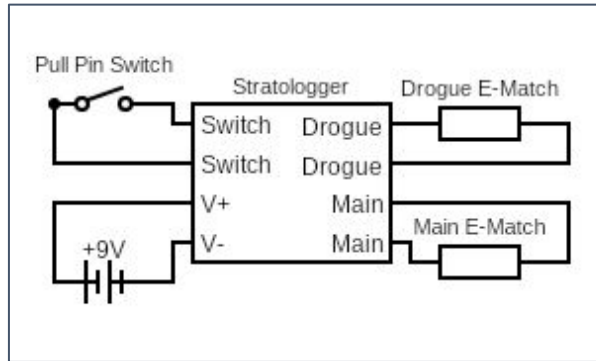 Pull Pin Switch
Stratologger
Drogue E-Match
Switch
Drogue
Switch
Drogue
V+
Main
V-
Main
Main E-Match
+9V